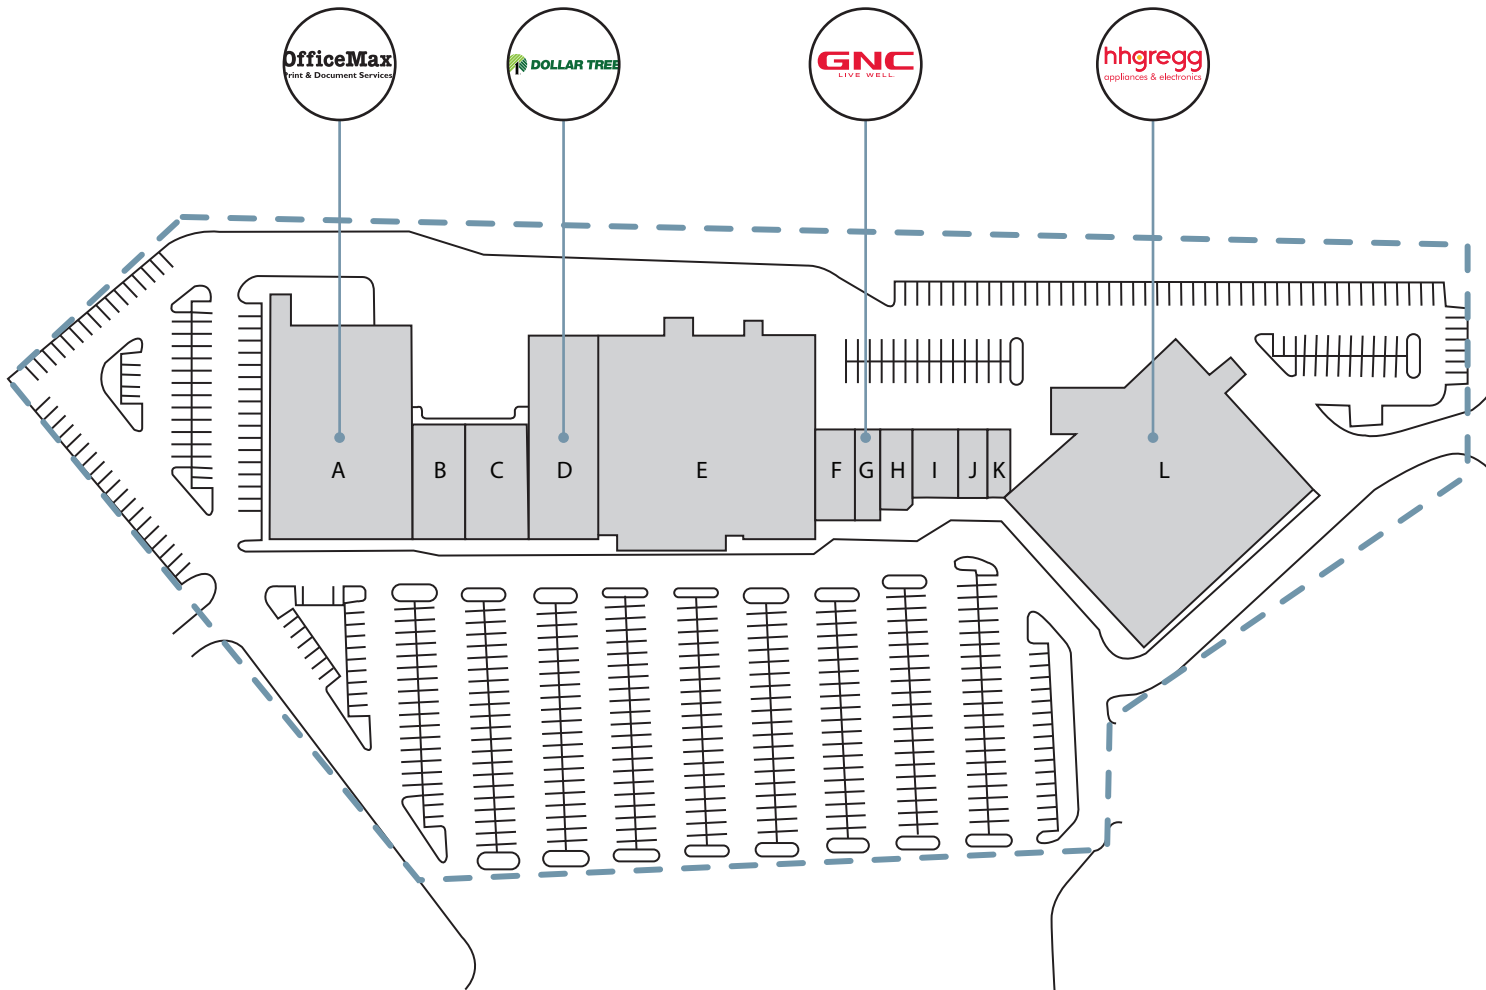 OfficeMax
Print & Document Services
DOLLAR TREE
GNC
LIVE WELL.
hhgregg
appliances & electronics
A
B
C
D
E
F
G
H
I
J
K
L